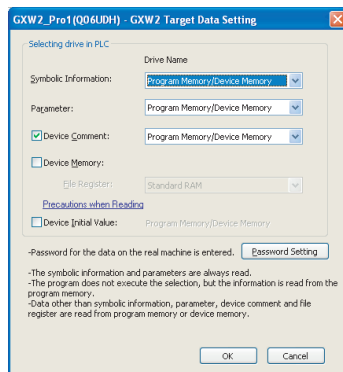 GXW2_Pro1(Q06UDH) - GXW2 Target Data Setting
Selecting drive in PLC
Drive Name
Symbolic Information: Program Memory/Device Memory
Parameter: Program Memory/Device Memory
Device Comment: Program Memory/Device Memory
Device Memory:
File Register: Standard RAM
Precautions when Reading
Device Initial Value: Program Memory/Device Memory
-Password for the data on the real machine is entered. Password Setting
-The symbolic information and parameters are always read.
-The program does not execute the selection, but the information is read from the
program memory.
-Data other than symbolic information, parameter, device comment and file
register are read from program memory or device memory.
OK Cancel